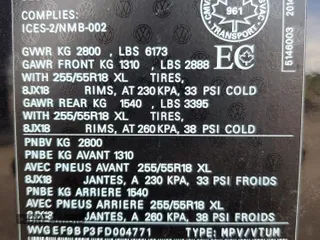 COMPLIES:
ICES-2/NMB-002
961
TRANSPORT
GVWR KG 2800 , LBS 6173
EC
GAWR FRONT KG 1310 , LBS 2888
WITH 255/55R18 XL TIRES,
8JX18 RIMS, AT 230 KPA, 33 PSI COLD
GAWR REAR KG 1540 , LBS 3395
WITH 255/55R18 XL TIRES,
8JX18 RIMS, AT 260 KPA, 38 PSI COLD
PNBV KG 2800
PNBE KG AVANT 1310
AVEC PNEUS AVANT 255/55R18 XL
8JX18 JANTES, A 230 KPA, 33 PSI FROIDS
PNBE KG ARRIERE 1540
AVEC PNEUS ARRIERE 255/55R18 XL
8JX18 JANTES, A 260 KPA, 38 PSI FROIDS
WVGEF9BP3FD004771 TYPE: MPV/VTUM
5146003